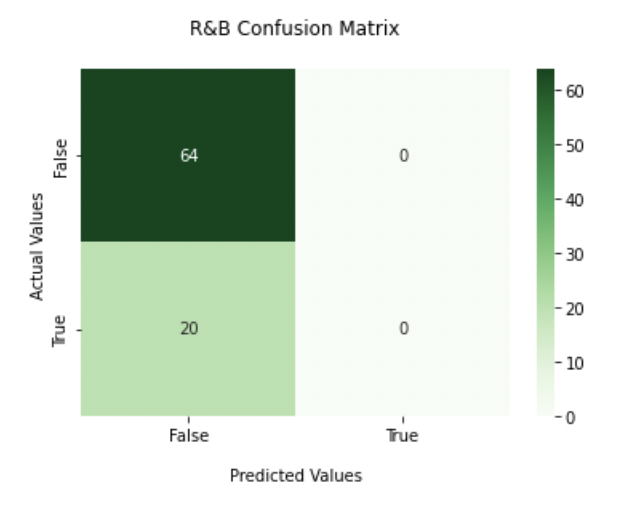 R&B Confusion Matrix
Actual Values
False
True
64
0
20
0
False
True
Predicted Values
60
50
40
30
20
10
0